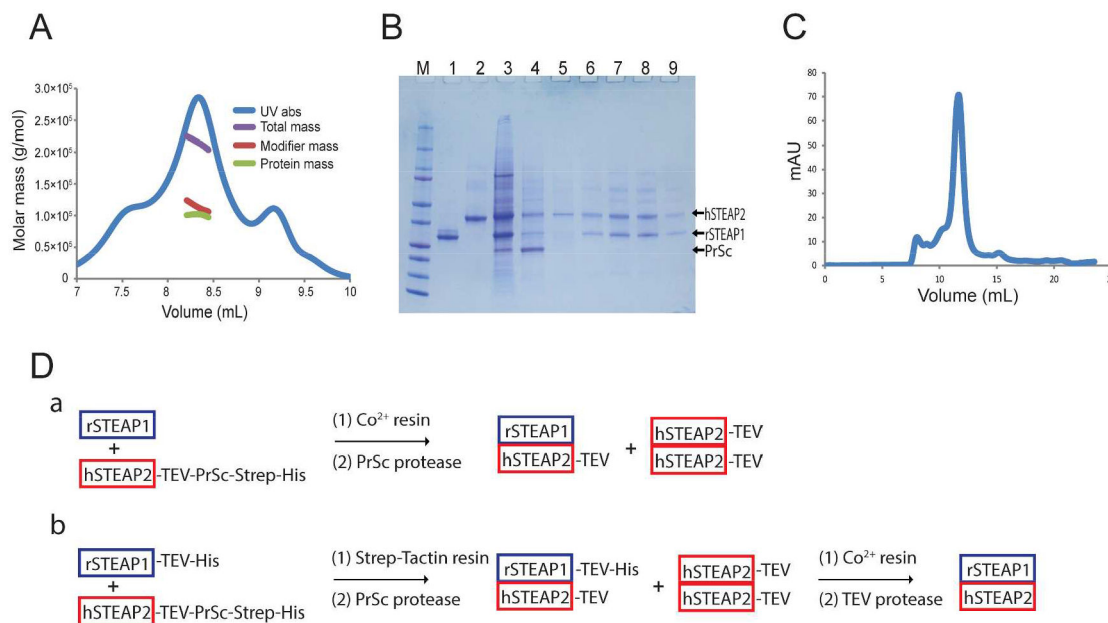 A
Molar mass (g/mol)
3.0×10⁵
2.5×10⁵
2.0×10⁵
1.5×10⁵
1.0×10⁵
0.5×10⁵
0
7 7.5 8 8.5 9 9.5 10
Volume (mL)
UV abs
Total mass
Modifier mass
Protein mass
B
M 1 2 3 4 5 6 7 8 9
hSTEAP2
rSTEAP1
PrSc
C
mAU
80
70
60
50
40
30
20
10
0
0 5 10 15 20
Volume (mL)
D
a
rSTEAP1
+
hSTEAP2 -TEV-PrSc-Strep-His
(1) Co²⁺ resin
(2) PrSc protease
rSTEAP1
hSTEAP2 -TEV
+
hSTEAP2 -TEV
hSTEAP2 -TEV
b
rSTEAP1 -TEV-His
+
hSTEAP2 -TEV-PrSc-Strep-His
(1) Strep-Tactin resin
(2) PrSc protease
rSTEAP1 -TEV-His
hSTEAP2 -TEV
+
hSTEAP2 -TEV
hSTEAP2 -TEV
(1) Co²⁺ resin
(2) TEV protease
rSTEAP1
hSTEAP2